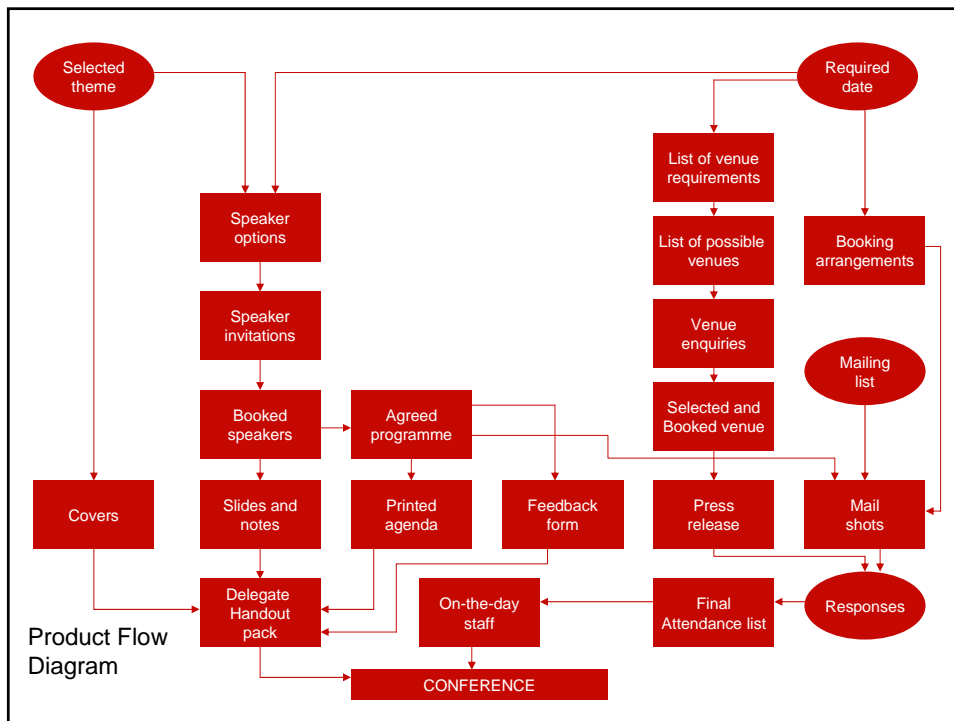 Selected
theme
Required
date
List of venue
requirements
Speaker
options
List of possible
venues
Booking
arrangements
Speaker
invitations
Venue
enquiries
Mailing
list
Booked
speakers
Agreed
programme
Selected and
Booked venue
Covers
Slides and
notes
Printed
agenda
Feedback
form
Press
release
Mail
shots
Delegate
Handout
pack
On-the-day
staff
Final
Attendance list
Responses
Product Flow
Diagram
CONFERENCE